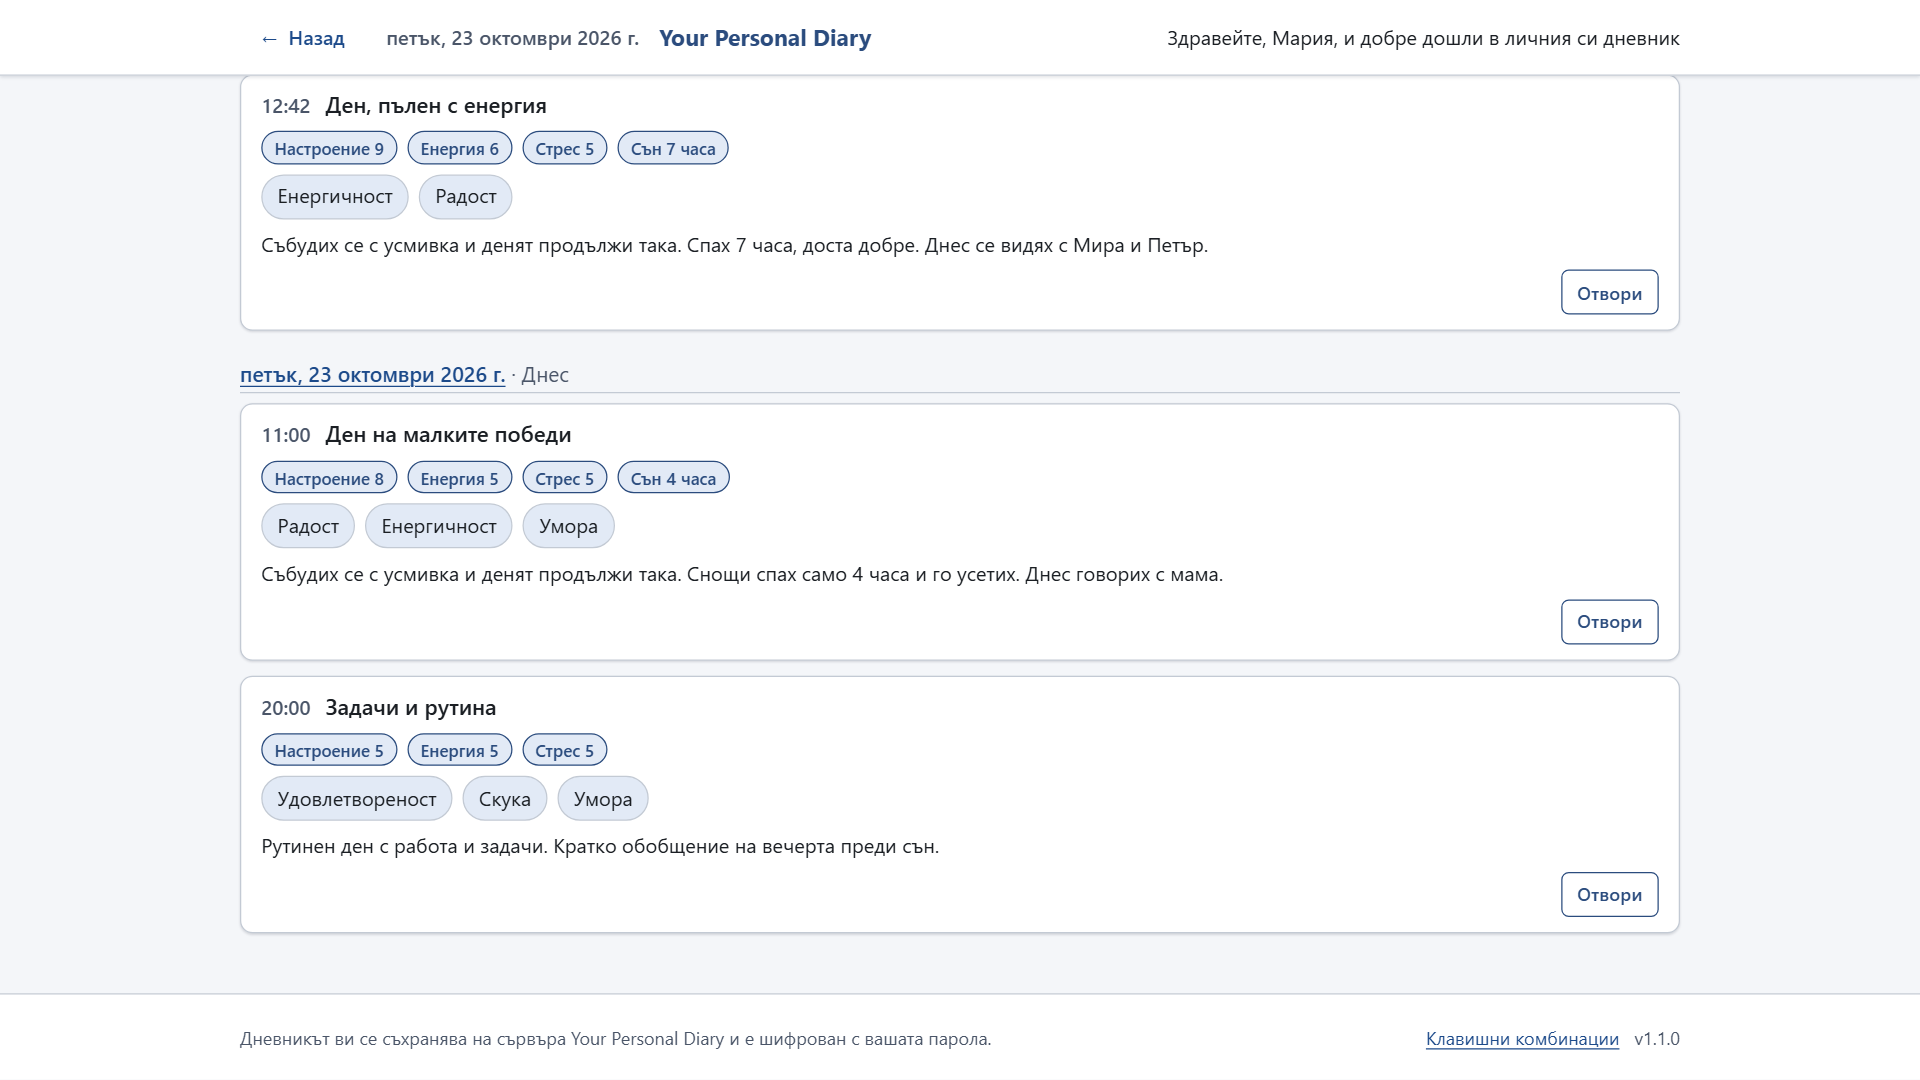 ← Назад петък, 23 октомври 2026 г. Your Personal Diary Здравейте, Мария, и добре дошли в личния си дневник
12:42 Ден, пълен с енергия
Настроение 9 Енергия 6 Стрес 5 Сън 7 часа
Енергичност Радост
Събудих се с усмивка и денят продължи така. Спах 7 часа, доста добре. Днес се видях с Мира и Петър.
Отвори
петък, 23 октомври 2026 г. · Днес
11:00 Ден на малките победи
Настроение 8 Енергия 5 Стрес 5 Сън 4 часа
Радост Енергичност Умора
Събудих се с усмивка и денят продължи така. Снощи спах само 4 часа и го усетих. Днес говорих с мама.
Отвори
20:00 Задачи и рутина
Настроение 5 Енергия 5 Стрес 5
Удовлетвореност Скука Умора
Рутинен ден с работа и задачи. Кратко обобщение на вечерта преди сън.
Отвори
Дневникът ви се съхранява на сървъра Your Personal Diary и е шифрован с вашата парола. Клавишни комбинации v1.1.0